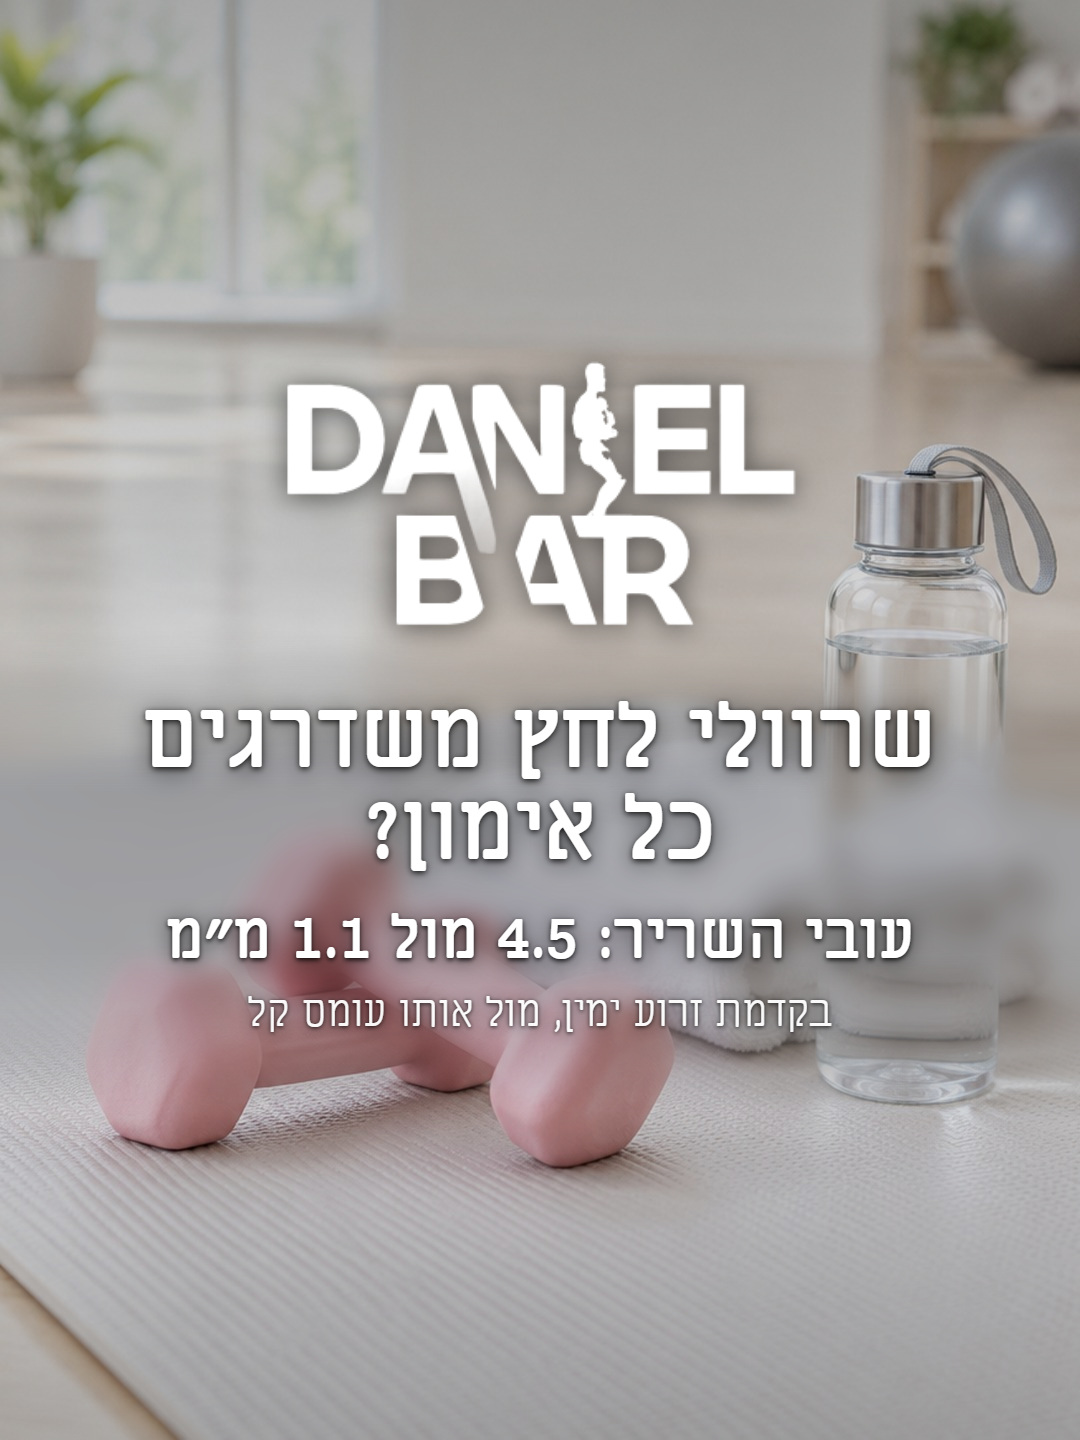 DANIEL
BAR
שרוולי לחץ משדרגים
כל אימון?
עובי השריר: 4.5 מול 1.1 מ״מ
בקדמת זרוע ימין, מול אותו עומס קל